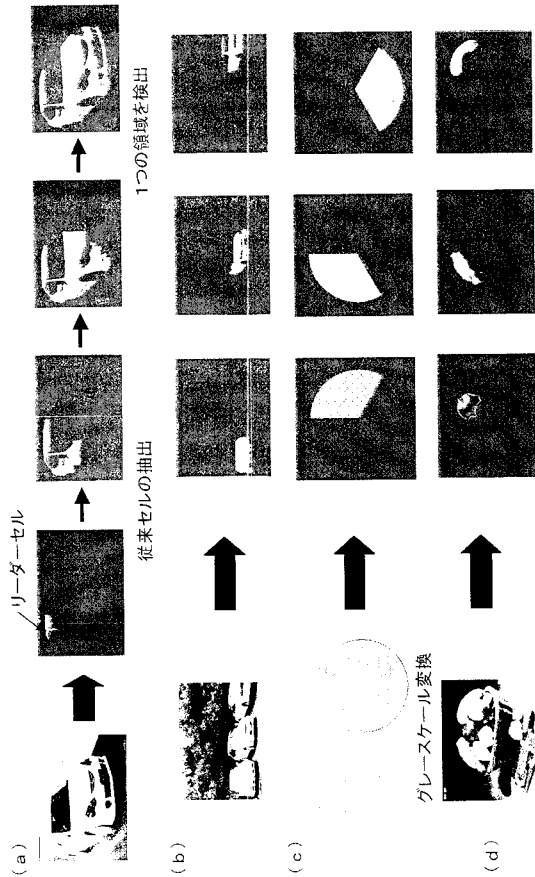 (a)
リーダーセル
従来セルの抽出
1つの領域を検出
(b)
(c)
グレースケール変換
(d)